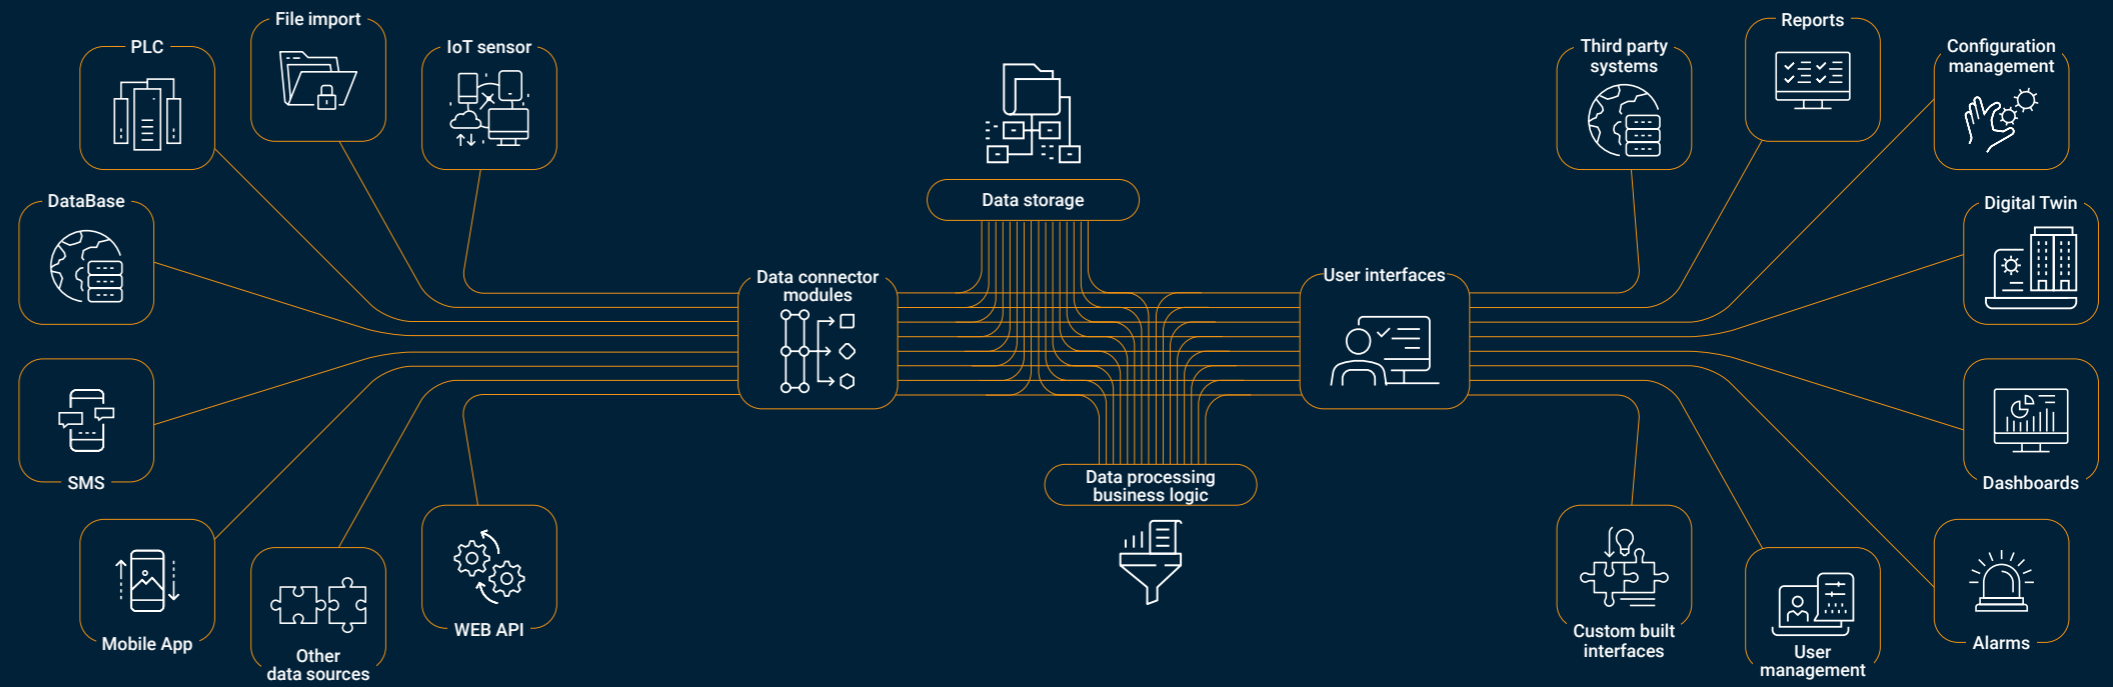 File import
PLC
IoT sensor
DataBase
SMS
Mobile App
Other
data sources
WEB API
Data connector
modules
Data storage
Data processing
business logic
User interfaces
Third party
systems
Reports
Configuration
management
Digital Twin
Dashboards
Alarms
User
management
Custom built
interfaces